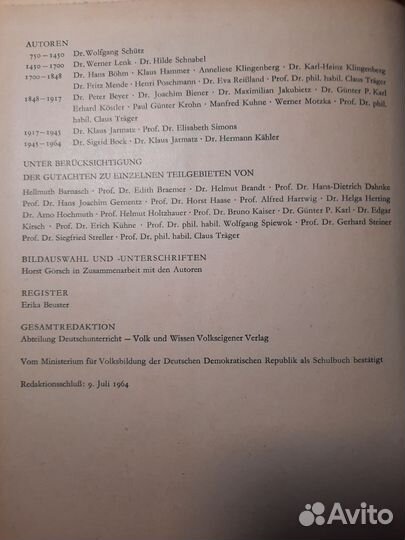 AUTOREN
750–1450 Dr. Wolfgang Schütz
1450–1700 Dr. Werner Lenk · Dr. Hilde Schnabel
1700–1848 Dr. Hans Böhm · Klaus Hammer · Anneliese Klingenberg · Dr. Karl-Heinz Klingenberg
Dr. Fritz Mende · Henri Poschmann · Dr. Eva Reißland · Prof. Dr. phil. habil. Claus Träger
1848–1917 Dr. Peter Beyer · Dr. Joachim Biener · Dr. Maximilian Jakubietz · Dr. Günter P. Karl
Erhard Köstler · Paul Günter Krohn · Manfred Kuhne · Werner Motzka · Prof. Dr. phil.
habil. Claus Träger
1917–1945 Dr. Klaus Jarmatz · Prof. Dr. Elisabeth Simons
1945–1964 Dr. Sigrid Bock · Dr. Klaus Jarmatz · Dr. Hermann Kähler
UNTER BERÜCKSICHTIGUNG
DER GUTACHTEN ZU EINZELNEN TEILGEBIETEN VON
Hellmuth Barnasch · Prof. Dr. Edith Braemer · Dr. Helmut Brandt · Prof. Dr. Hans-Dietrich Dahnke
Prof. Dr. Hans Joachim Gernentz · Prof. Dr. Horst Haase · Prof. Alfred Hartwig · Dr. Helga Herting
Dr. Arno Hochmuth · Prof. Helmut Holtzhauer · Prof. Dr. Bruno Kaiser · Dr. Günter P. Karl · Dr. Edgar
Kirsch · Prof. Dr. Erich Kühne · Prof. Dr. phil. habil. Wolfgang Spiewok · Prof. Dr. Gerhard Steiner
Prof. Dr. Siegfried Streller · Prof. Dr. phil. habil. Claus Träger
BILDAUSWAHL UND -UNTERSCHRIFTEN
Horst Görsch in Zusammenarbeit mit den Autoren
REGISTER
Erika Beuster
GESAMTREDAKTION
Abteilung Deutschunterricht – Volk und Wissen Volkseigener Verlag
Vom Ministerium für Volksbildung der Deutschen Demokratischen Republik als Schulbuch bestätigt
Redaktionsschluß: 9. Juli 1964
Avito